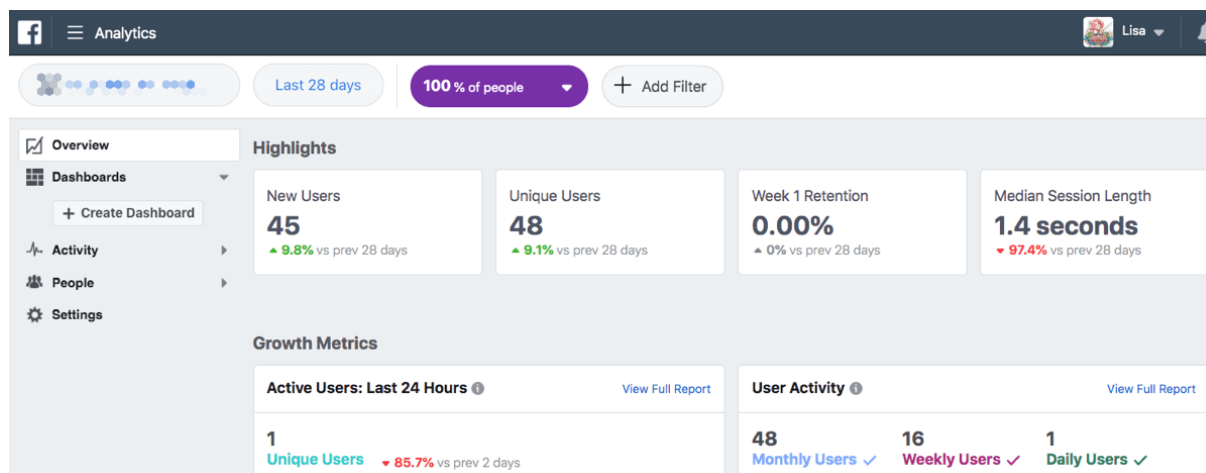 Analytics
Lisa
Last 28 days
100 % of people
+ Add Filter
Overview
Dashboards
+ Create Dashboard
Activity
People
Settings
Highlights
New Users
45
9.8% vs prev 28 days
Unique Users
48
9.1% vs prev 28 days
Week 1 Retention
0.00%
0% vs prev 28 days
Median Session Length
1.4 seconds
97.4% vs prev 28 days
Growth Metrics
Active Users: Last 24 Hours
View Full Report
1
Unique Users
85.7% vs prev 2 days
User Activity
View Full Report
48
Monthly Users
16
Weekly Users
1
Daily Users